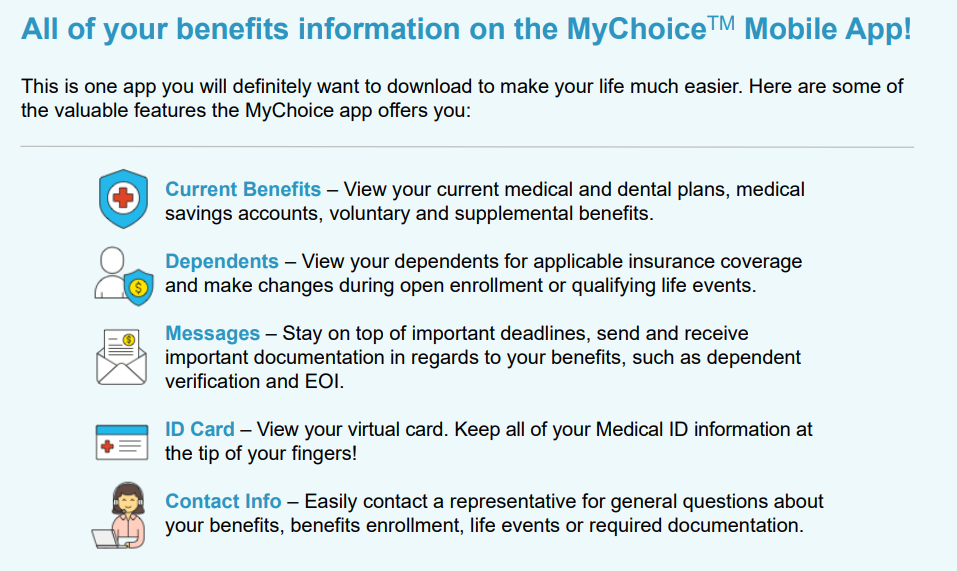 All of your benefits information on the MyChoice™ Mobile App!
This is one app you will definitely want to download to make your life much easier. Here are some of
the valuable features the MyChoice app offers you:
Current Benefits – View your current medical and dental plans, medical
savings accounts, voluntary and supplemental benefits.
Dependents – View your dependents for applicable insurance coverage
and make changes during open enrollment or qualifying life events.
Messages – Stay on top of important deadlines, send and receive
important documentation in regards to your benefits, such as dependent
verification and EOI.
ID Card – View your virtual card. Keep all of your Medical ID information at
the tip of your fingers!
Contact Info – Easily contact a representative for general questions about
your benefits, benefits enrollment, life events or required documentation.